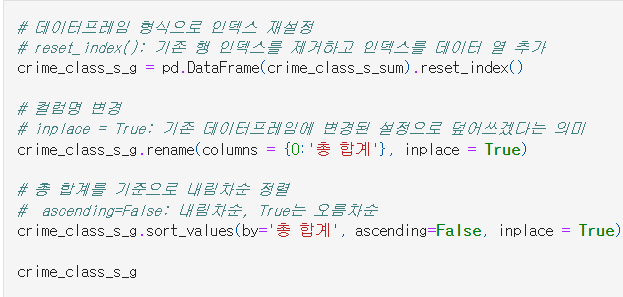 # 데이터프레임 형식으로 인덱스 재설정
# reset_index(): 기존 행 인덱스를 제거하고 인덱스를 데이터 열 추가
crime_class_s_g = pd.DataFrame(crime_class_s_sum).reset_index()
# 컬럼명 변경
# inplace = True: 기존 데이터프레임에 변경된 설정으로 덮어쓰겠다는 의미
crime_class_s_g.rename(columns = {0:'총 합계'}, inplace = True)
# 총 합계를 기준으로 내림차순 정렬
#  ascending=False: 내림차순, True는 오름차순
crime_class_s_g.sort_values(by='총 합계', ascending=False, inplace = True)
crime_class_s_g